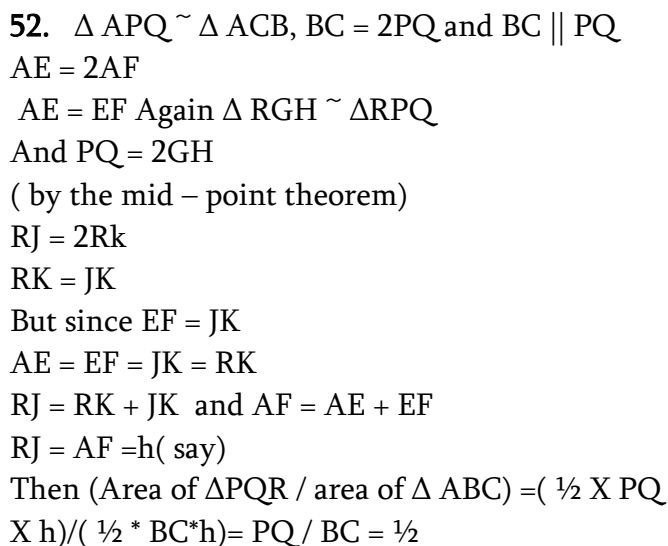 52. Δ APQ ~ Δ ACB, BC = 2PQ and BC || PQ
AE = 2AF
AE = EF Again Δ RGH ~ ΔRPQ
And PQ = 2GH
( by the mid – point theorem)
RJ = 2Rk
RK = JK
But since EF = JK
AE = EF = JK = RK
RJ = RK + JK and AF = AE + EF
RJ = AF =h( say)
Then (Area of ΔPQR / area of Δ ABC) =( ½ X PQ
X h)/( ½ * BC*h)= PQ / BC = ½